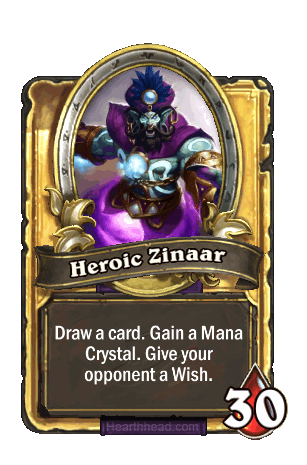 Heroic Zinaar
Draw a card. Gain a Mana
Crystal. Give your
opponent a Wish.
30
Hearthhead.com